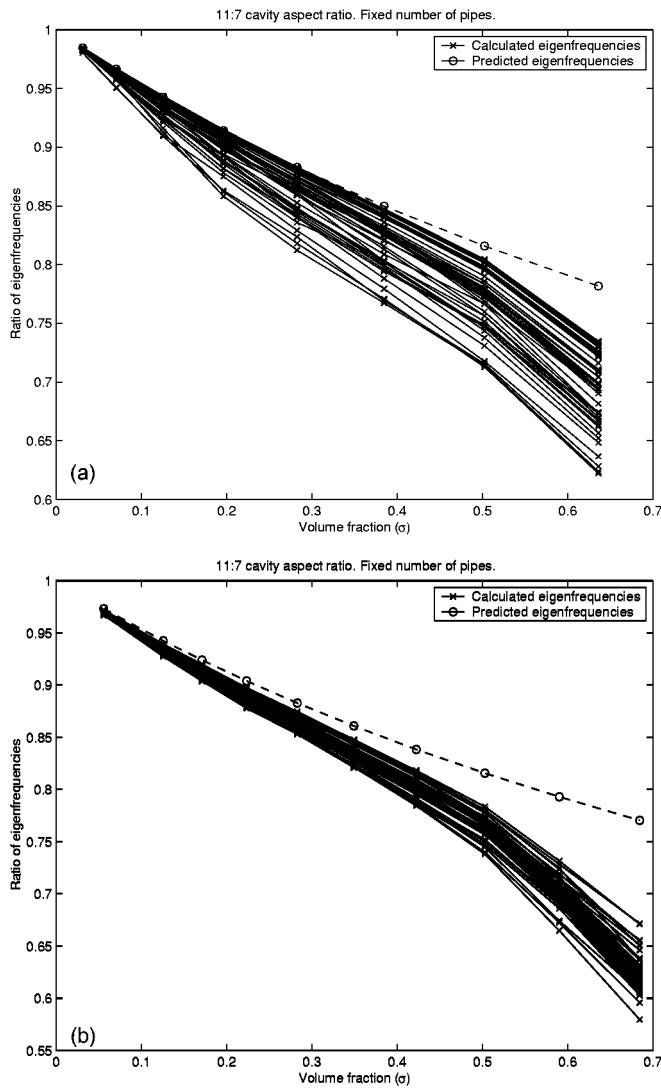 11:7 cavity aspect ratio. Fixed number of pipes.
1
0.95
0.9
0.85
0.8
0.75
0.7
0.65
0.6
Ratio of eigenfrequencies
Calculated eigenfrequencies
Predicted eigenfrequencies
(a)
0 0.1 0.2 0.3 0.4 0.5 0.6 0.7
Volume fraction (σ)
11:7 cavity aspect ratio. Fixed number of pipes.
1
0.95
0.9
0.85
0.8
0.75
0.7
0.65
0.6
0.55
Ratio of eigenfrequencies
Calculated eigenfrequencies
Predicted eigenfrequencies
(b)
0 0.1 0.2 0.3 0.4 0.5 0.6 0.7
Volume fraction (σ)